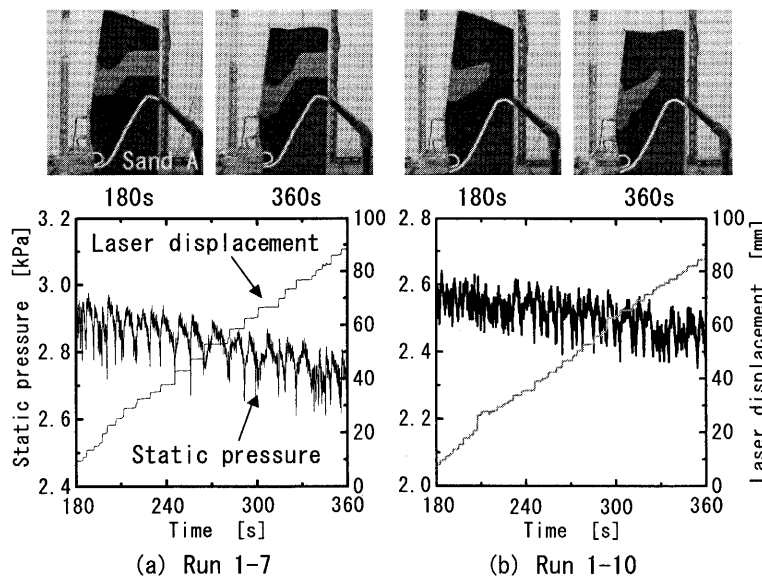 Sand A
180s 360s 180s 360s
Static pressure [kPa]
3.2
3.0
2.8
2.6
2.4
Laser displacement
Static pressure
100
80
60
40
20
0
180 240 300 360
Time [s]
(a) Run 1-7
2.8
2.6
2.4
2.2
2.0
100
80
60
40
20
0
Laser displacement [mm]
180 240 300 360
Time [s]
(b) Run 1-10